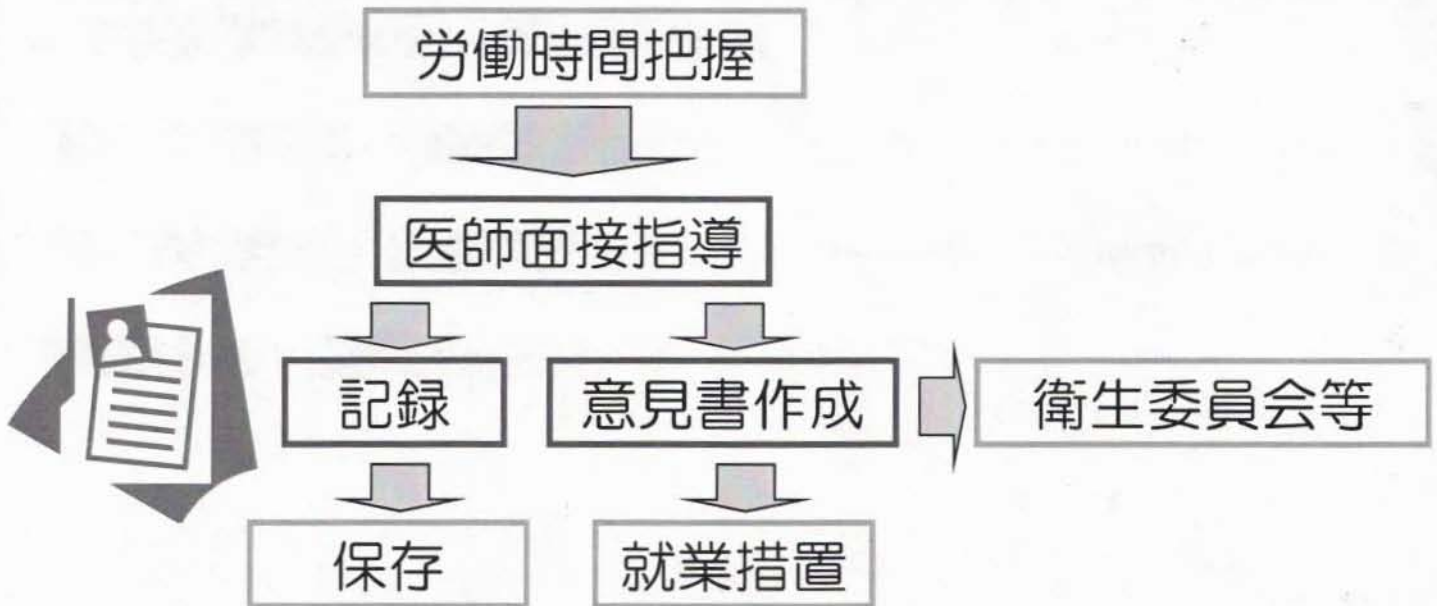 労働時間把握
医師面接指導
記録
意見書作成
衛生委員会等
保存
就業措置